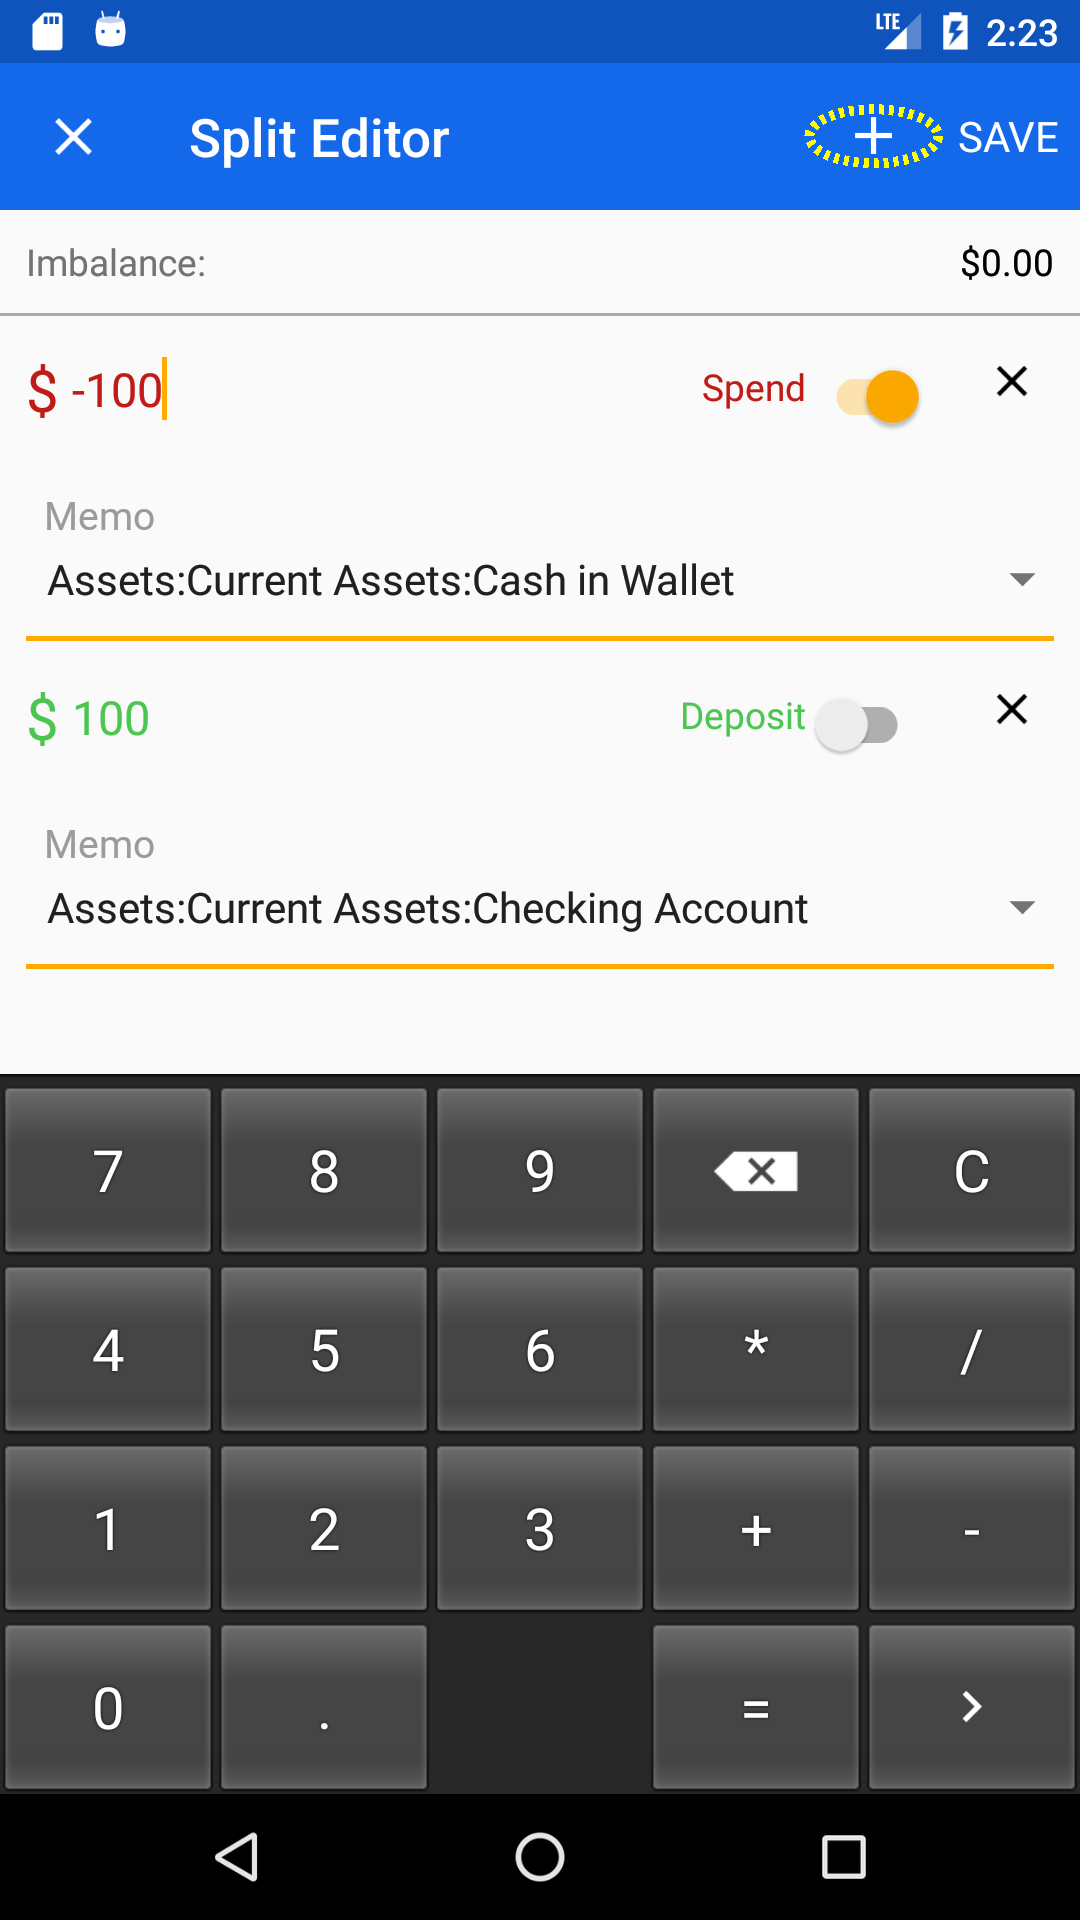 LTE 2:23
Split Editor + SAVE
Imbalance: $0.00
$ -100 Spend
Memo
Assets:Current Assets:Cash in Wallet
$ 100 Deposit
Memo
Assets:Current Assets:Checking Account
7 8 9 C
4 5 6 * /
1 2 3 + -
0 . = >